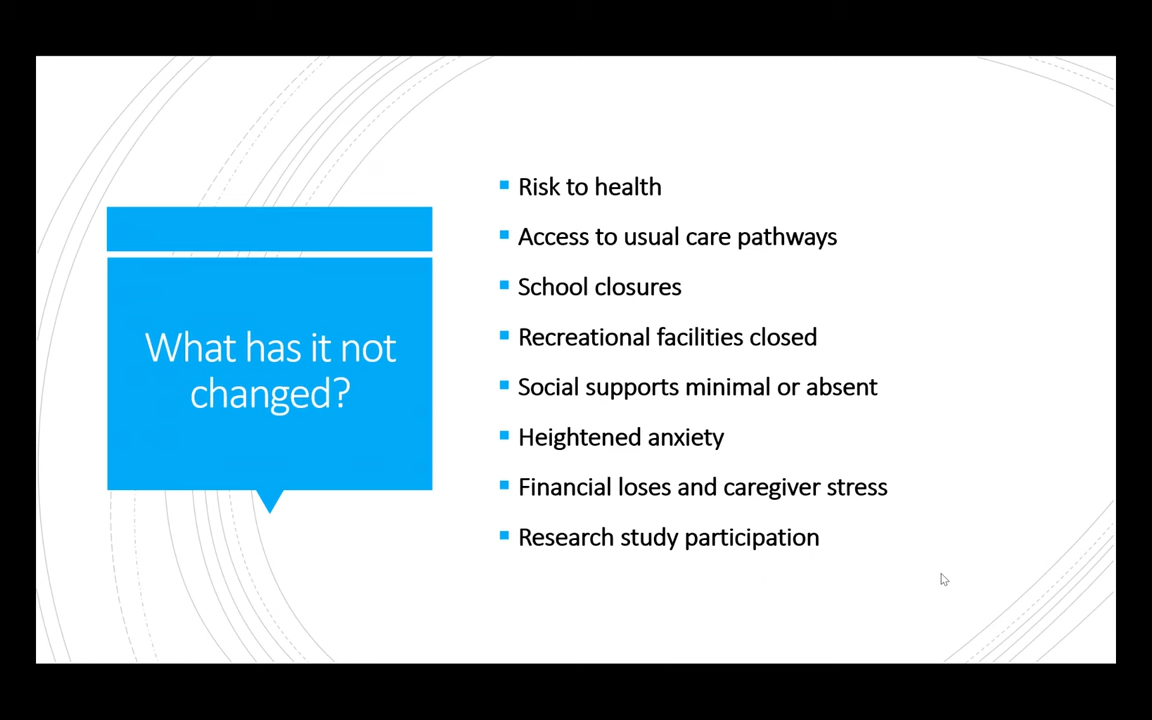 What has it not
changed?
Risk to health
Access to usual care pathways
School closures
Recreational facilities closed
Social supports minimal or absent
Heightened anxiety
Financial loses and caregiver stress
Research study participation